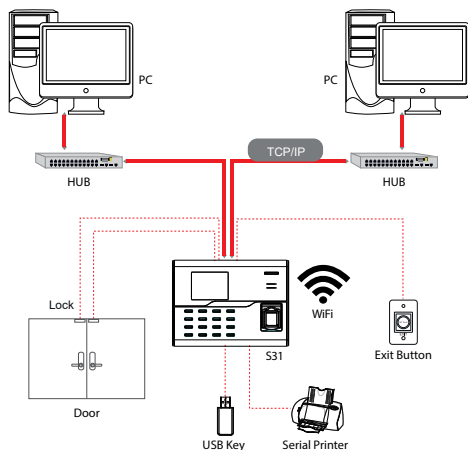 PC
PC
TCP/IP
HUB
HUB
Lock
WiFi
S31
Exit Button
Door
USB Key
Serial Printer